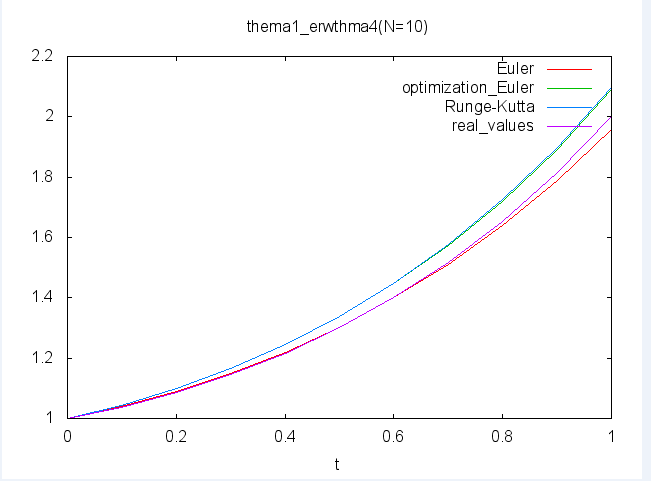 thema1_erwthma4(N=10)
2.2
Euler
optimization_Euler
Runge-Kutta
real_values
2
1.8
1.6
1.4
1.2
1
0 0.2 0.4 0.6 0.8 1
t